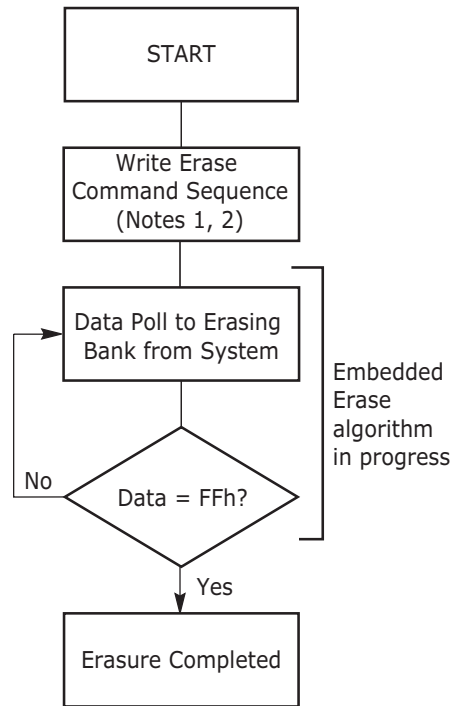 START
Write Erase
Command Sequence
(Notes 1, 2)
Data Poll to Erasing
Bank from System
Embedded
Erase
algorithm
in progress
No
Data = FFh?
Yes
Erasure Completed